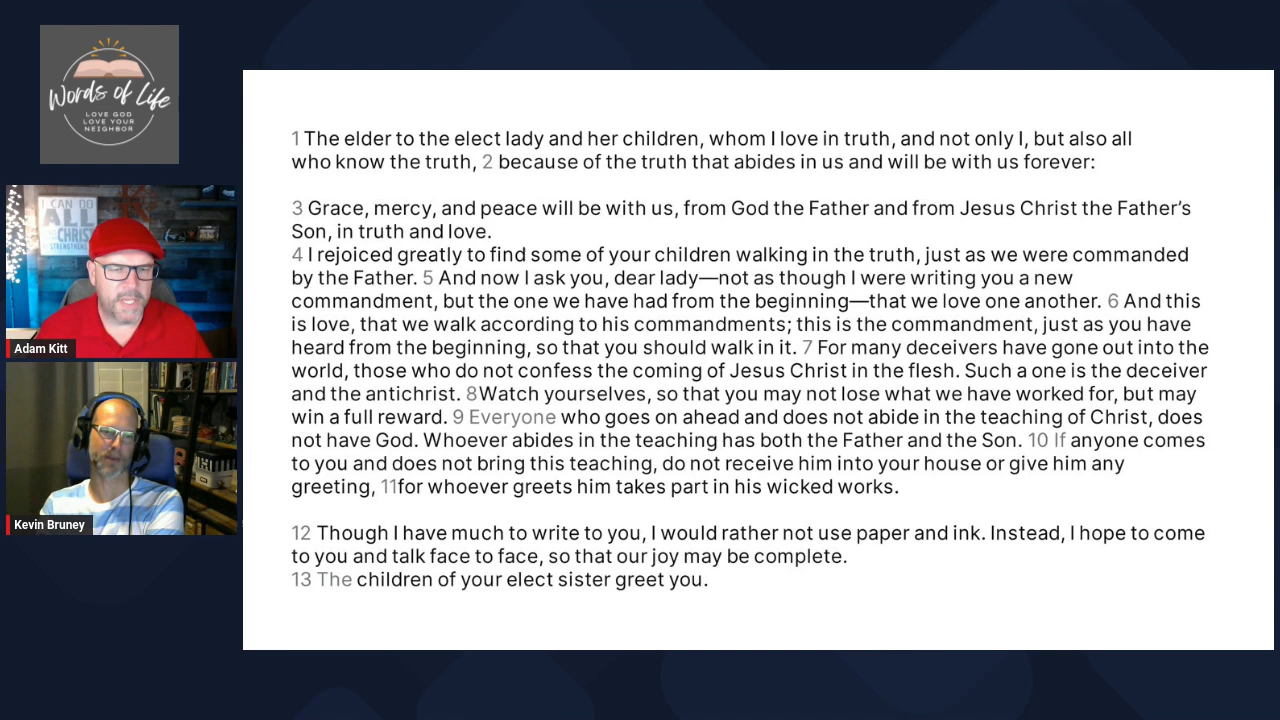 Words of Life
LOVE GOD
LOVE YOUR
NEIGHBOR
I CAN DO
ALL
CHRIST
STRENGTHENS
Adam Kitt
Kevin Bruney
1 The elder to the elect lady and her children, whom I love in truth, and not only I, but also all
who know the truth, 2 because of the truth that abides in us and will be with us forever:
3 Grace, mercy, and peace will be with us, from God the Father and from Jesus Christ the Father’s
Son, in truth and love.
4 I rejoiced greatly to find some of your children walking in the truth, just as we were commanded
by the Father. 5 And now I ask you, dear lady—not as though I were writing you a new
commandment, but the one we have had from the beginning—that we love one another. 6 And this
is love, that we walk according to his commandments; this is the commandment, just as you have
heard from the beginning, so that you should walk in it. 7 For many deceivers have gone out into the
world, those who do not confess the coming of Jesus Christ in the flesh. Such a one is the deceiver
and the antichrist. 8Watch yourselves, so that you may not lose what we have worked for, but may
win a full reward. 9 Everyone who goes on ahead and does not abide in the teaching of Christ, does
not have God. Whoever abides in the teaching has both the Father and the Son. 10 If anyone comes
to you and does not bring this teaching, do not receive him into your house or give him any
greeting, 11for whoever greets him takes part in his wicked works.
12 Though I have much to write to you, I would rather not use paper and ink. Instead, I hope to come
to you and talk face to face, so that our joy may be complete.
13 The children of your elect sister greet you.